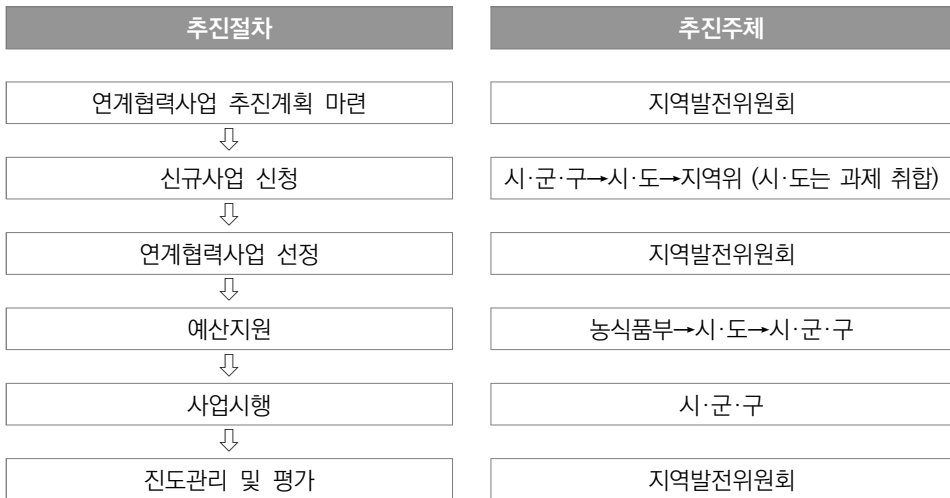 추진절차 추진주체
연계협력사업 추진계획 마련 지역발전위원회
⇩
신규사업 신청 시·군·구→시·도→지역위 (시·도는 과제 취합)
⇩
연계협력사업 선정 지역발전위원회
⇩
예산지원 농식품부→시·도→시·군·구
⇩
사업시행 시·군·구
⇩
진도관리 및 평가 지역발전위원회